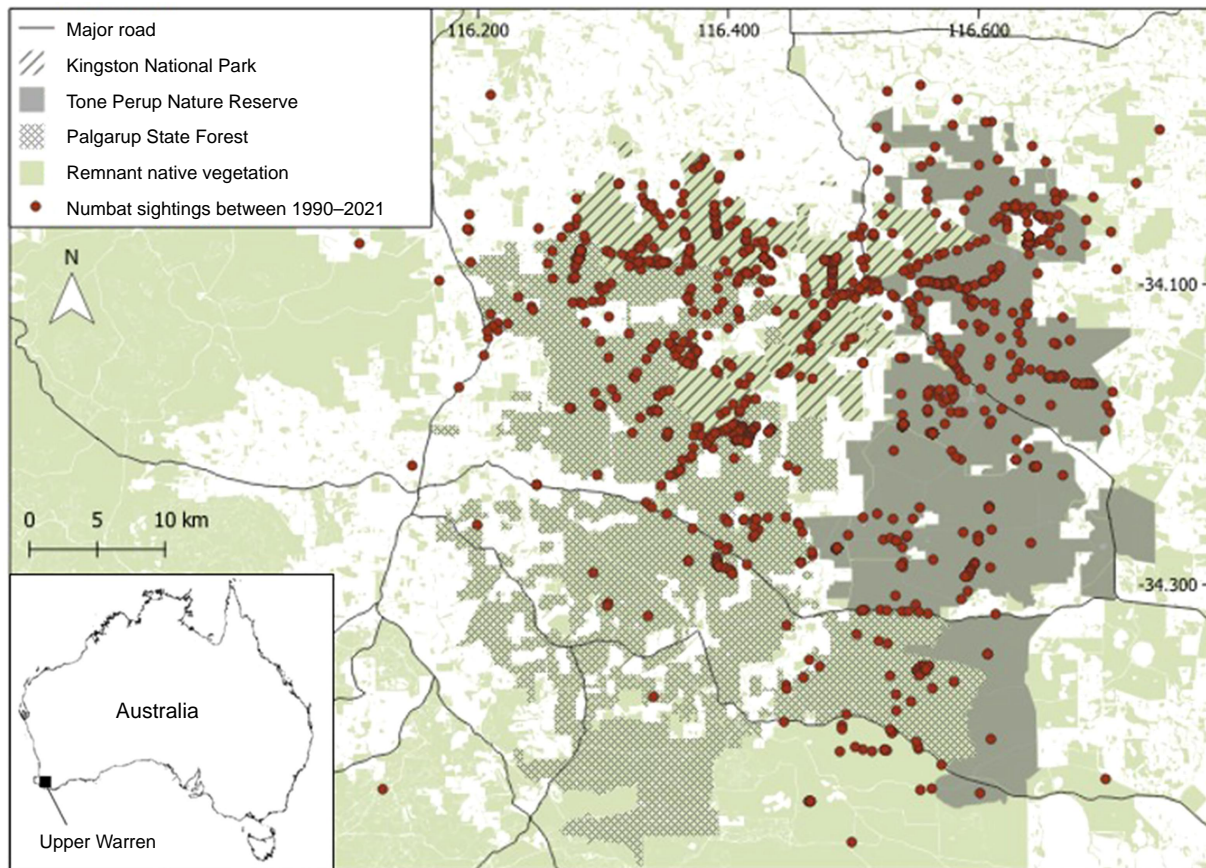 Major road
Kingston National Park
Tone Perup Nature Reserve
Palgarup State Forest
Remnant native vegetation
Numbat sightings between 1990–2021
116.200 116.400 116.600
N
-34.100
0 5 10 km
-34.300
Australia
Upper Warren